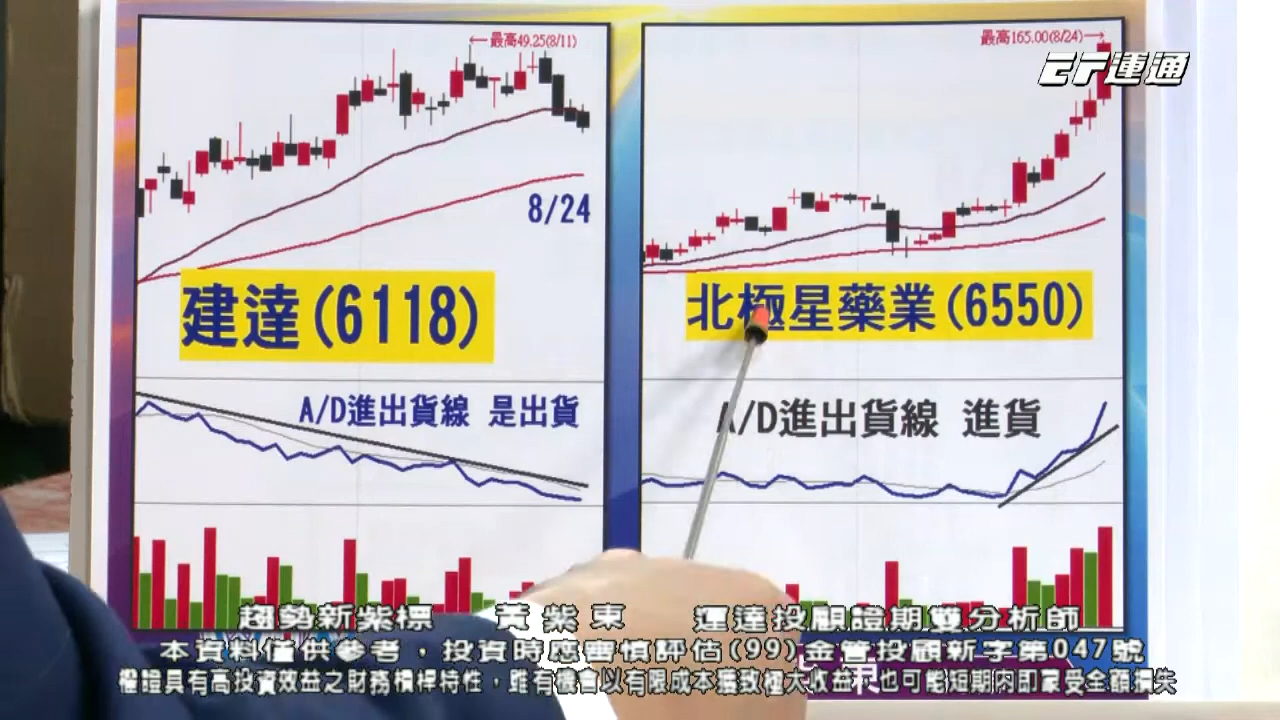 ←最高49.25(8/11)
最高165.00(8/24)→
EF運通
8/24
建達(6118)
北極星藥業(6550)
A/D進出貨線 是出貨
A/D進出貨線 進貨
趨勢新紫標 黃紫東 運達投顧證期雙分析師
本資料僅供參考，投資時應審慎評估(99)金管投顧新字第047號
權證具有高投資效益之財務槓桿特性，雖有機會以有限成本獲致極大收益，也可能短期內即蒙受全額損失